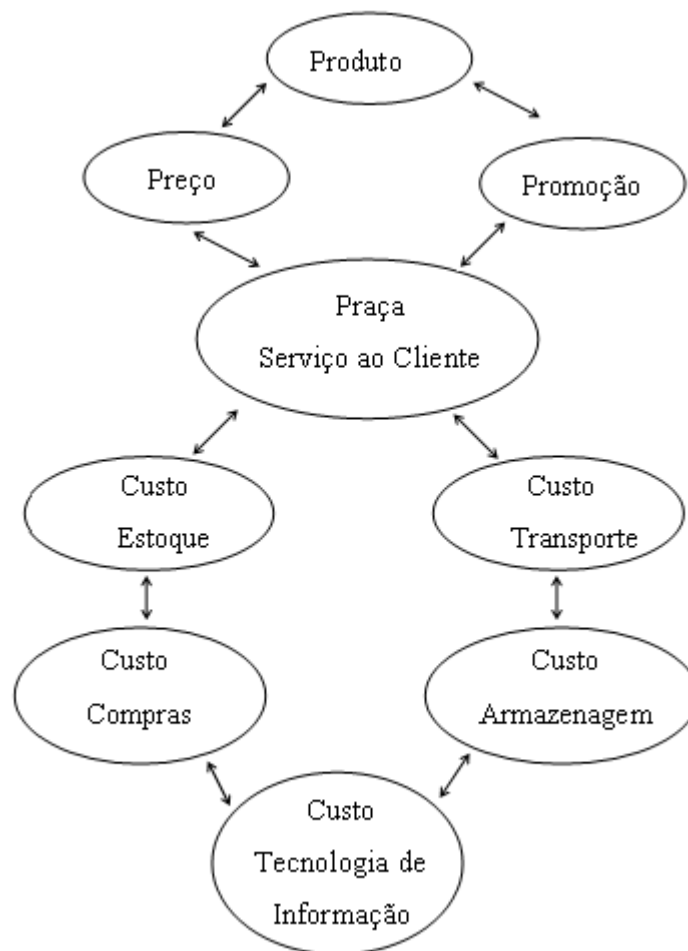 Produto
Preço
Promoção
Praça
Serviço ao Cliente
Custo
Estoque
Custo
Transporte
Custo
Compras
Custo
Armazenagem
Custo
Tecnologia de
Informação